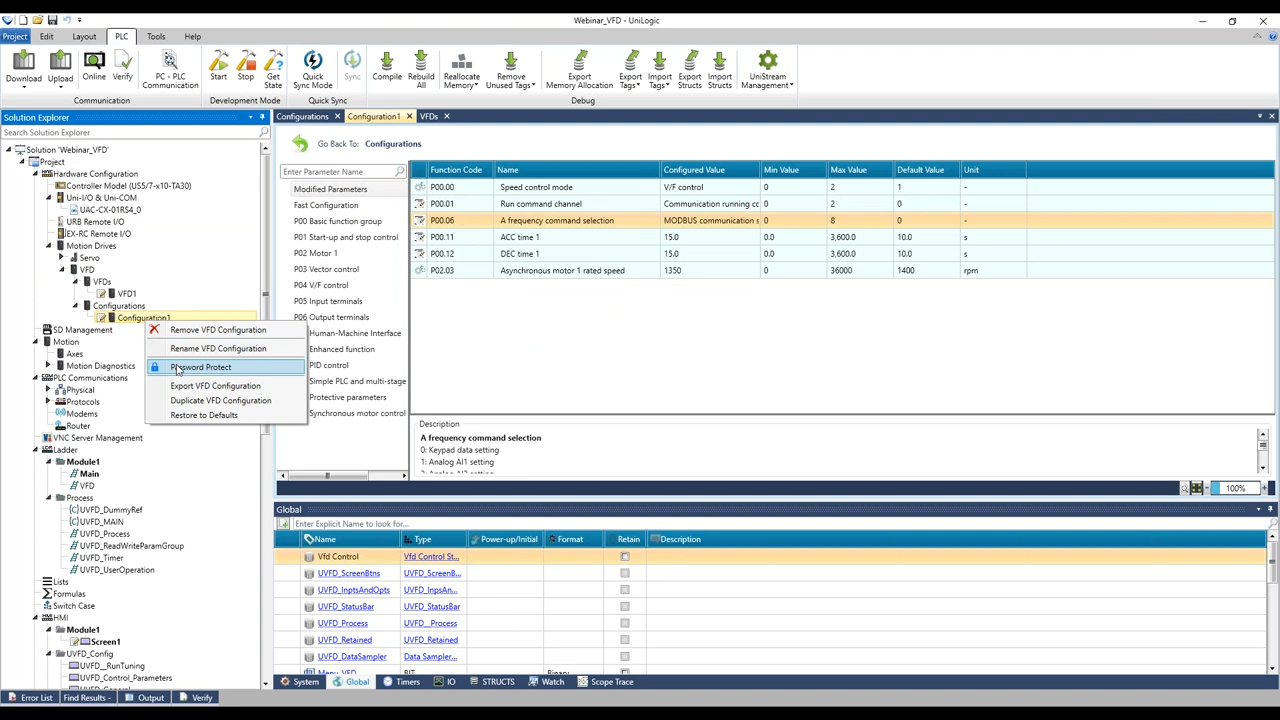 Webinar_VFD - UniLogic
Project Edit Layout PLC Tools Help
Download Upload Online Verify PC - PLC Communication Start Stop Get State Quick Sync Mode Sync Compile Rebuild All Reallocate Memory Remove Unused Tags Export Memory Allocation Export Tags Import Tags Export Structs Import Structs UniStream Management
Communication Development Mode Quick Sync Debug
Solution Explorer
Search Solution Explorer
Solution 'Webinar_VFD'
Project
Hardware Configuration
Controller Model (US5/7-x10-TA30)
Uni-I/O & Uni-COM
UAC-CX-01RS4_0
URB Remote I/O
EX-RC Remote I/O
Motion Drives
Servo
VFD
VFDs
VFD1
Configurations
Configuration1
SD Management
Motion
Axes
Motion Diagnostics
PLC Communications
Physical
Protocols
Modems
Router
VNC Server Management
Ladder
Module1
Main
VFD
Process
UVFD_DummyRef
UVFD_MAIN
UVFD_Process
UVFD_ReadWriteParamGroup
UVFD_Timer
UVFD_UserOperation
Lists
Formulas
Switch Case
HMI
Module1
Screen1
UVFD_Config
UVFD__RunTuning
UVFD_Control_Parameters
Remove VFD Configuration
Rename VFD Configuration
Password Protect
Export VFD Configuration
Duplicate VFD Configuration
Restore to Defaults
Configurations Configuration1 VFDs
Go Back To: Configurations
Enter Parameter Name
Modified Parameters
Fast Configuration
P00 Basic function group
P01 Start-up and stop control
P02 Motor 1
P03 Vector control
P04 V/F control
P05 Input terminals
P06 Output terminals
Human-Machine Interface
Enhanced function
PID control
Simple PLC and multi-stage
Protective parameters
Synchronous motor control
Function Code Name Configured Value Min Value Max Value Default Value Unit
P00.00 Speed control mode V/F control 0 2 1 -
P00.01 Run command channel Communication running cc 0 2 0 -
P00.06 A frequency command selection MODBUS communication s 0 8 0 -
P00.11 ACC time 1 15.0 0.0 3,600.0 10.0 s
P00.12 DEC time 1 15.0 0.0 3,600.0 10.0 s
P02.03 Asynchronous motor 1 rated speed 1350 0 36000 1400 rpm
Description
A frequency command selection
0: Keypad data setting
1: Analog AI1 setting
100%
Global
Enter Explicit Name to look for...
Name Type Power-up/Initial Format Retain Description
Vfd Control Vfd Control St...
UVFD_ScreenBtns UVFD_ScreenB...
UVFD_InptsAndOpts UVFD_InpsAn...
UVFD_StatusBar UVFD_StatusBar
UVFD_Process UVFD__Process
UVFD_Retained UVFD_Retained
UVFD_DataSampler Data Sampler...
Menu_VFD BIT Binary
System Global Timers IO STRUCTS Watch Scope Trace
Error List Find Results - Output Verify